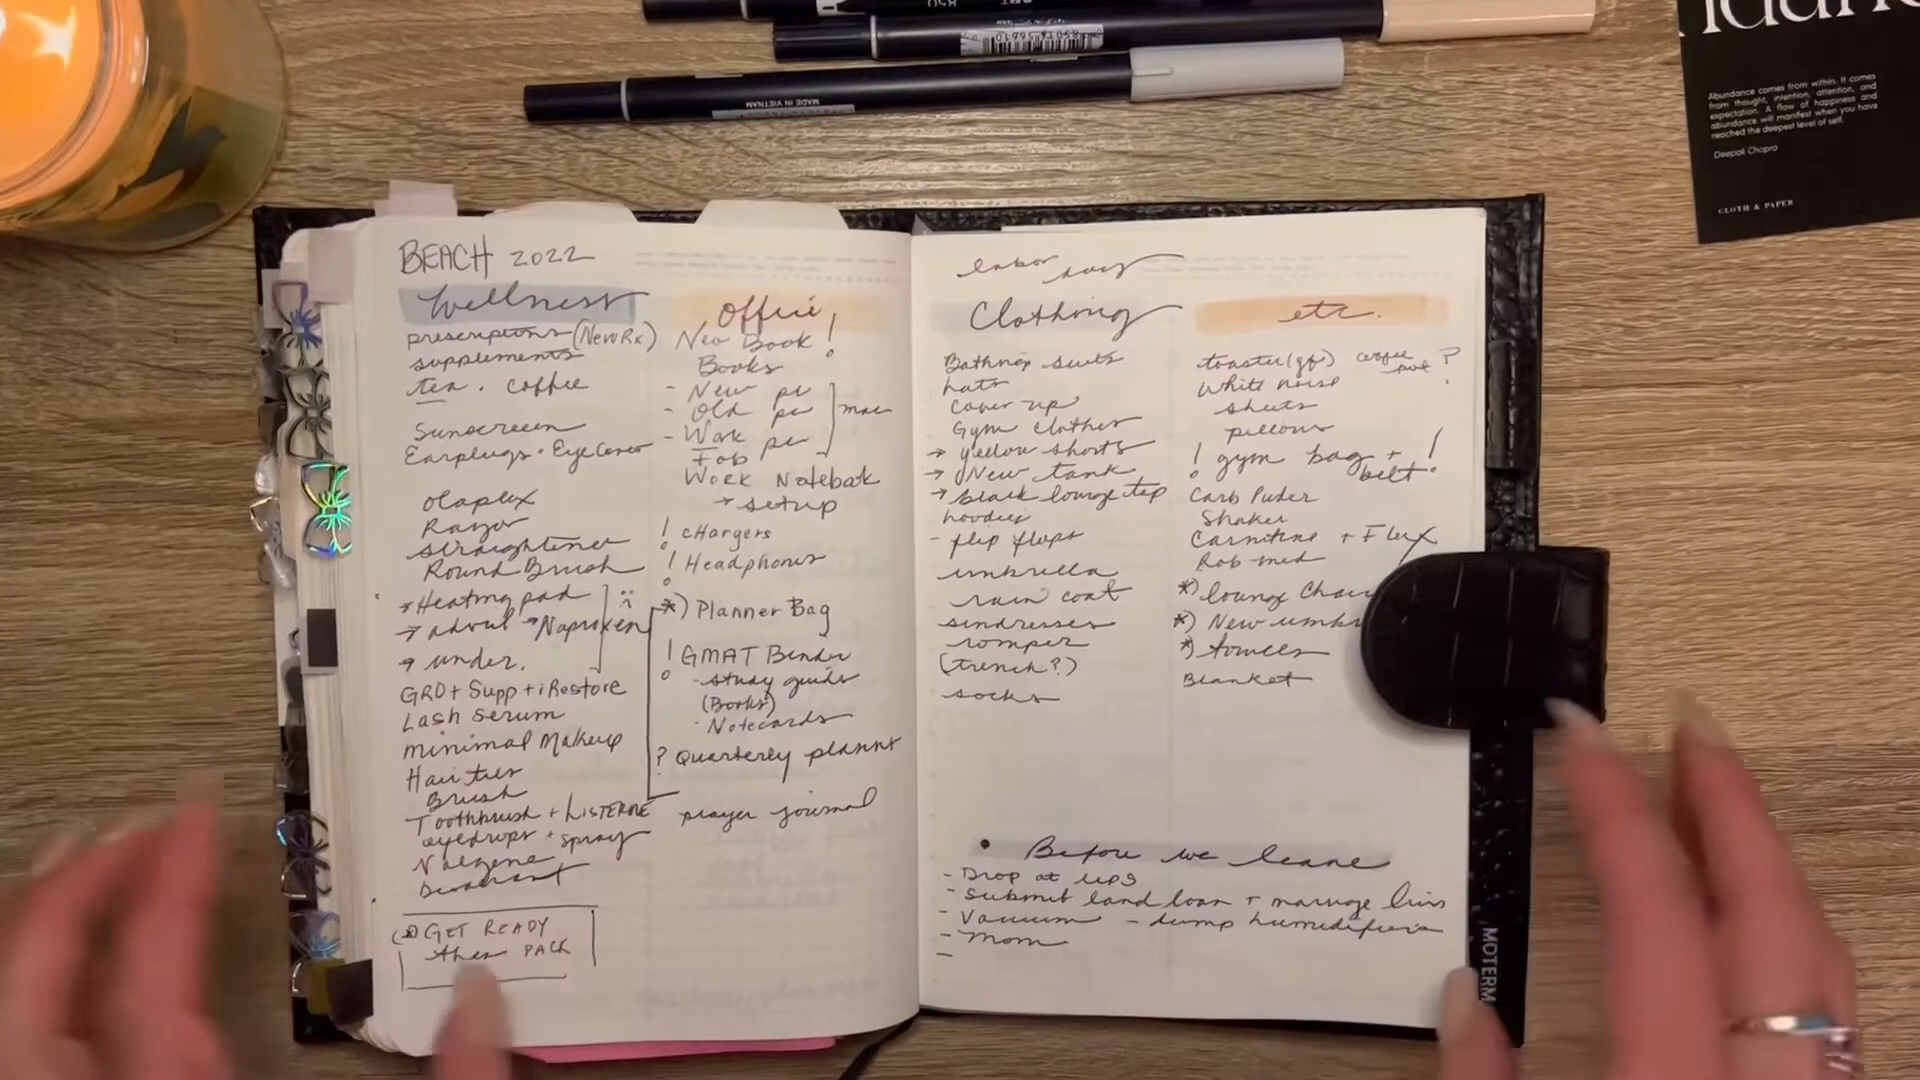 MADE IN VIETNAM
Abundance comes from within. It comes
from thought, intention, attention, and
expectation. A flow of happiness and
abundance will manifest when you have
reached the deepest level of self.
Deepak Chopra
CLOTH & PAPER
BEACH 2022
Wellness
prescriptions (New Rx)
supplements
tea. coffee
Sunscreen
Earplugs. Eye Cover
olaplex
Razor
straightener
Round Brush
→ Heating pad
→ advil → Naproxen
→ under.
GRO + Supp + iRestore
Lash serum
minimal Makeup
Hair ties
Brush
Toothbrush + LISTERINE
eyedrops + spray
Nalgene
Deodorant
GET READY
then PACK
Office
New Book !
Books
- New pc
- Old pc ] mac
- Work pc
Fob
Work Notebook
→ setup
! cHargers
! Headphones
*) Planner Bag
! GMAT Binder
- study guide
(Books)
- Notecards
? Quarterly planner
prayer journal
Labor day
Clothing
Bathing suits
hats
Cover up
Gym clothes
→ yellow shorts
→ New tank
→ black lounge top
hoodies
- flip flops
umbrella
rain coat
sundresses
romper
(trench?)
socks
etc.
toaster (gf) coffee pot ?
White noise
sheets
pillows
! gym bag + belt !
Carb Powder
Shaker
Carnitine + Flex
*) lounge Chair
*) New
*) towels
Blanket
• Before we leave
- Drop at UPS
- Submit land loan +
- Vacuum - dump humidifiers
- Mom
-
MOTERM